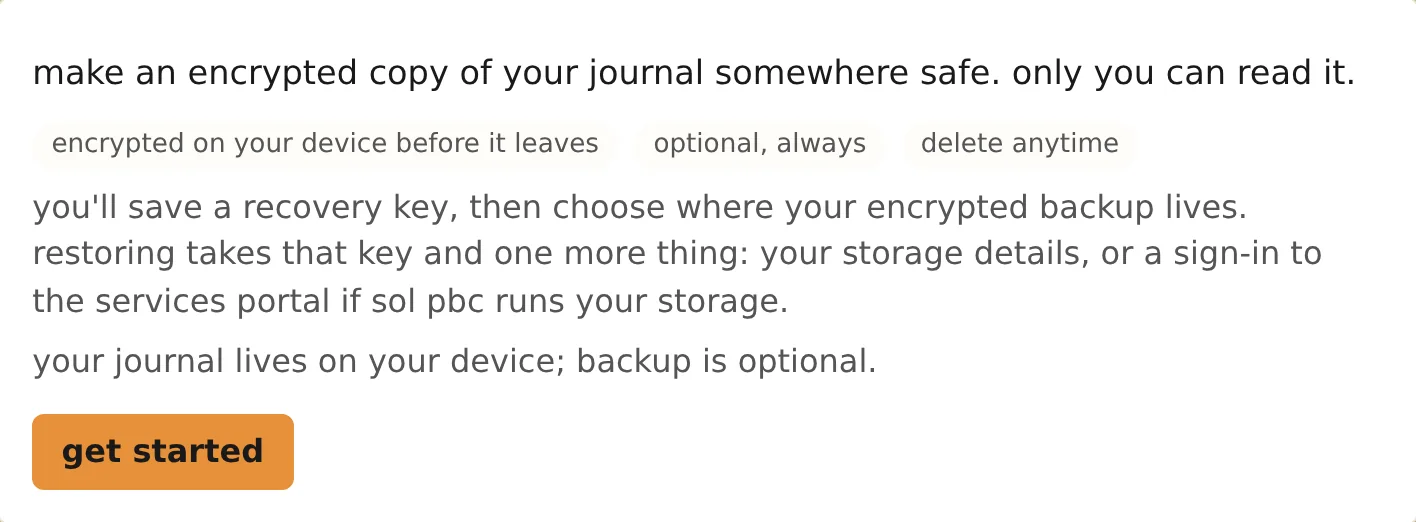 make an encrypted copy of your journal somewhere safe. only you can read it.
encrypted on your device before it leaves optional, always delete anytime
you'll save a recovery key, then choose where your encrypted backup lives.
restoring takes that key and one more thing: your storage details, or a sign-in to
the services portal if sol pbc runs your storage.
your journal lives on your device; backup is optional.
get started